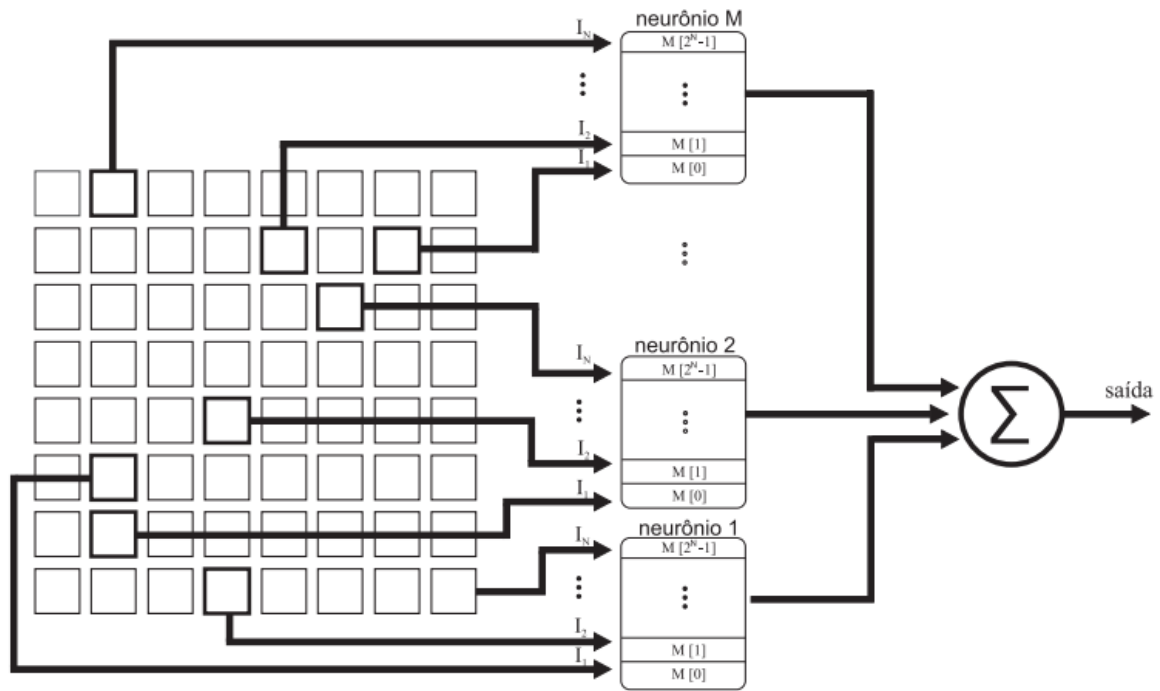 neurônio M
I_N
M [2^N-1]
I_2
M [1]
I_1
M [0]
neurônio 2
I_N
M [2^N-1]
I_2
M [1]
I_1
M [0]
neurônio 1
I_N
M [2^N-1]
I_2
M [1]
I_1
M [0]
Σ
saída